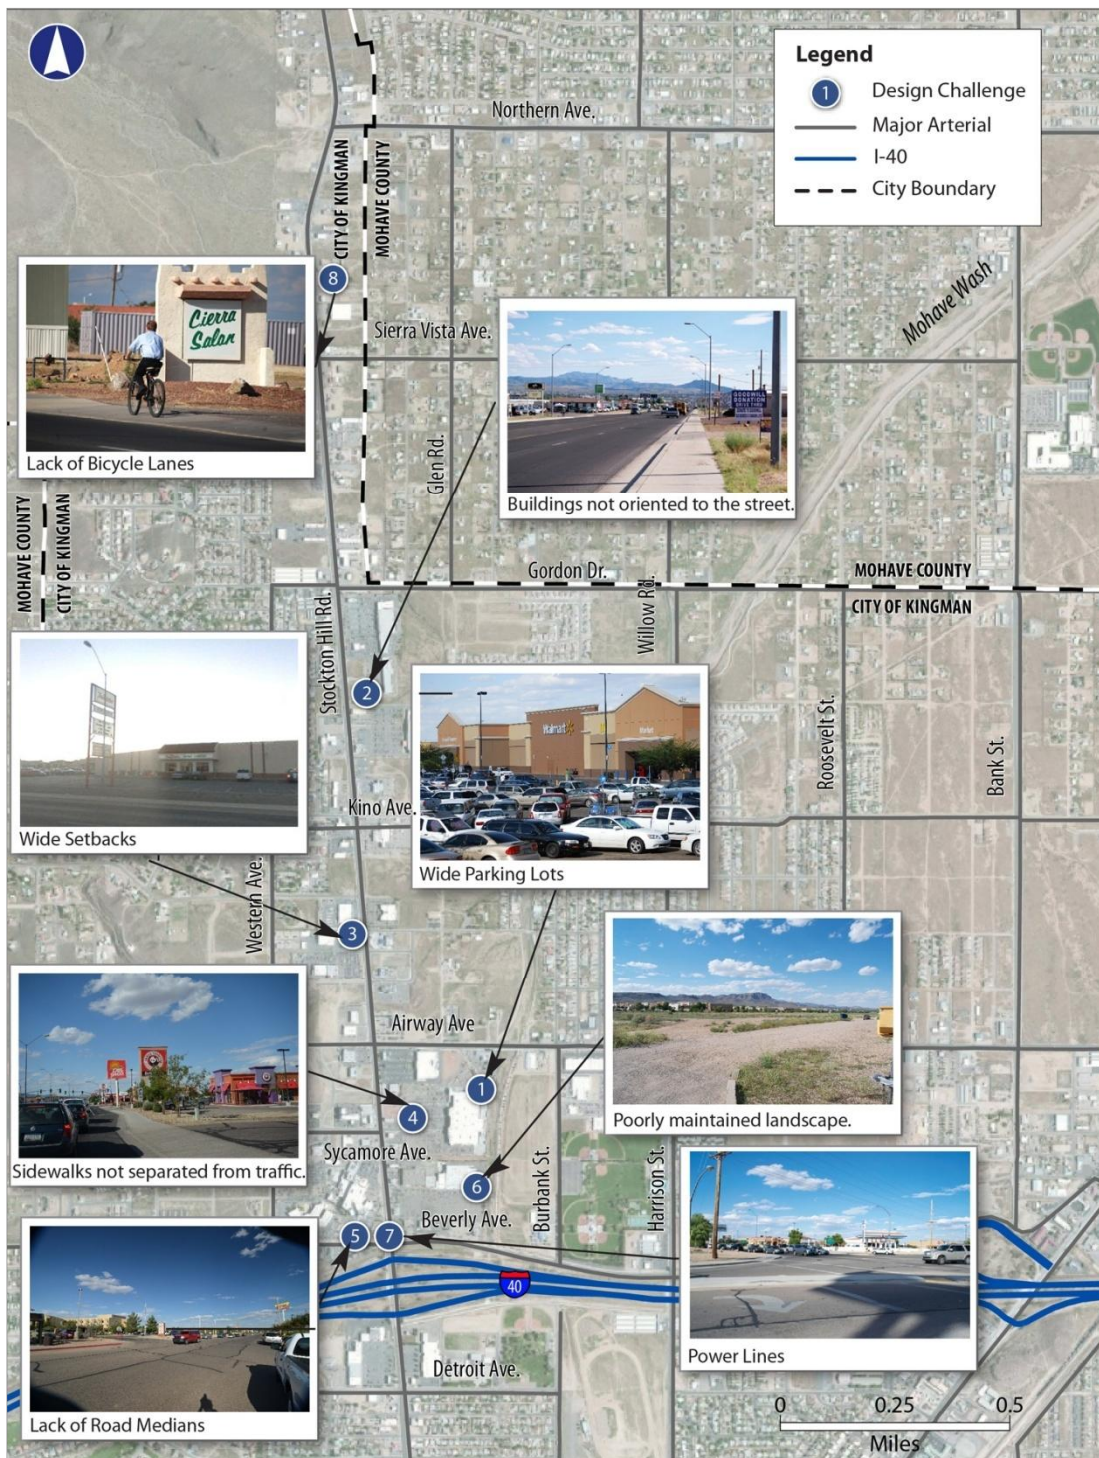 Legend
1
Design Challenge
Major Arterial
I-40
City Boundary
Northern Ave.
CITY OF KINGMAN
MOHAVE COUNTY
8
Cierra
Salon
Lack of Bicycle Lanes
Sierra Vista Ave.
Mohave Wash
GOODWILL
DONATION
Buildings not oriented to the street.
Glen Rd.
MOHAVE COUNTY
CITY OF KINGMAN
Gordon Dr.
MOHAVE COUNTY
CITY OF KINGMAN
Willow Rd.
Stockton Hill Rd.
2
Roosevelt St.
Bank St.
Walmart
Market
Wide Parking Lots
Kino Ave.
Wide Setbacks
Western Ave.
3
Airway Ave
1
4
Sycamore Ave.
Sidewalks not separated from traffic.
Poorly maintained landscape.
6
Burbank St.
Harrison St.
Beverly Ave.
5
7
40
Power Lines
Detroit Ave.
Lack of Road Medians
0 0.25 0.5
Miles